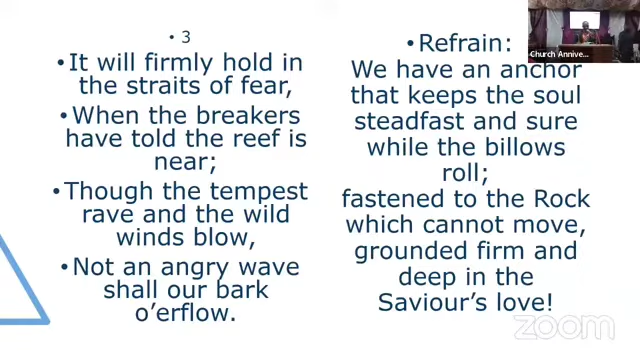 • 3
• It will firmly hold in
the straits of fear,
• When the breakers
have told the reef is
near;
• Though the tempest
rave and the wild
winds blow,
• Not an angry wave
shall our bark
o’erflow.
• Refrain:
We have an anchor
that keeps the soul
steadfast and sure
while the billows
roll;
fastened to the Rock
which cannot move,
grounded firm and
deep in the
Saviour’s love!
Church Annive...
zoom